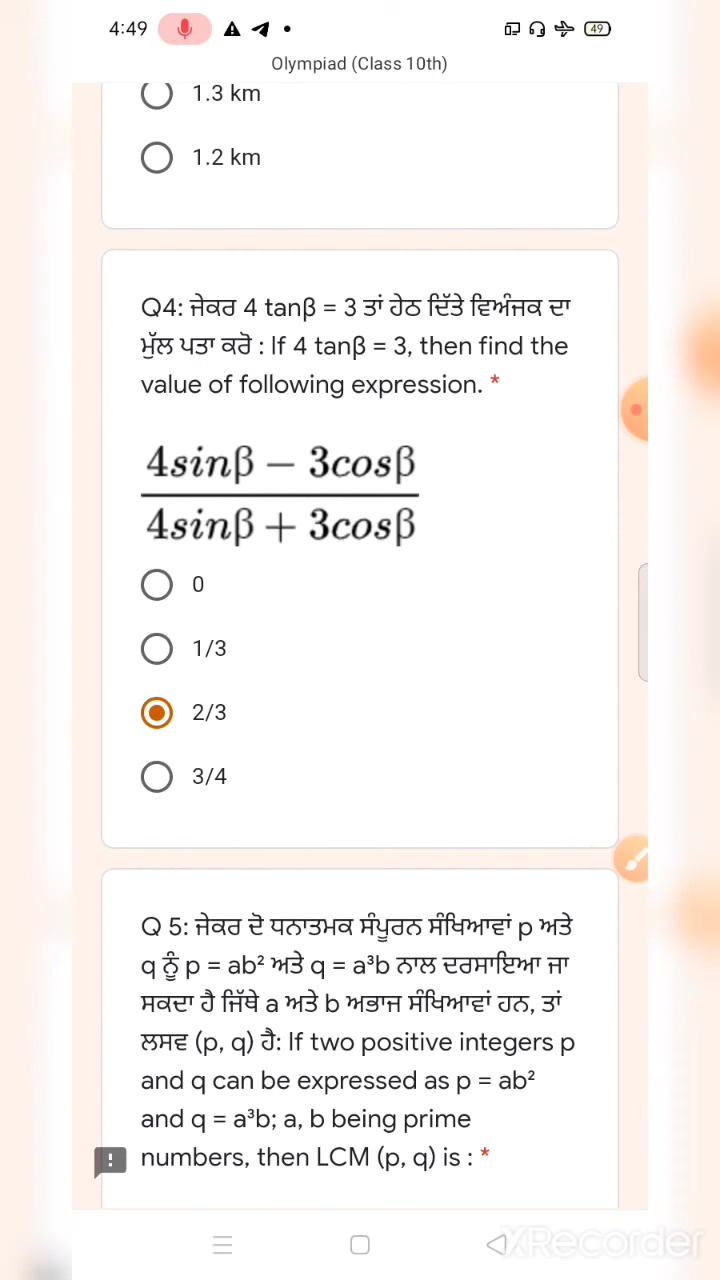 4:49
49
Olympiad (Class 10th)
1.3 km
1.2 km
Q4: ਜੇਕਰ 4 tanβ = 3 ਤਾਂ ਹੇਠ ਦਿੱਤੇ ਵਿਅੰਜਕ ਦਾ
ਮੁੱਲ ਪਤਾ ਕਰੋ : If 4 tanβ = 3, then find the
value of following expression. *
4sinβ − 3cosβ
4sinβ + 3cosβ
0
1/3
2/3
3/4
Q 5: ਜੇਕਰ ਦੋ ਧਨਾਤਮਕ ਸੰਪੂਰਨ ਸੰਖਿਆਵਾਂ p ਅਤੇ
q ਨੂੰ p = ab² ਅਤੇ q = a³b ਨਾਲ ਦਰਸਾਇਆ ਜਾ
ਸਕਦਾ ਹੈ ਜਿੱਥੇ a ਅਤੇ b ਅਭਾਜ ਸੰਖਿਆਵਾਂ ਹਨ, ਤਾਂ
ਲਸਵ (p, q) ਹੈ: If two positive integers p
and q can be expressed as p = ab²
and q = a³b; a, b being prime
numbers, then LCM (p, q) is : *
XRecorder